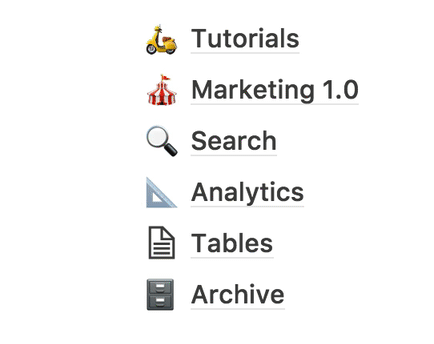 Tutorials
Marketing 1.0
Search
Analytics
Tables
Archive